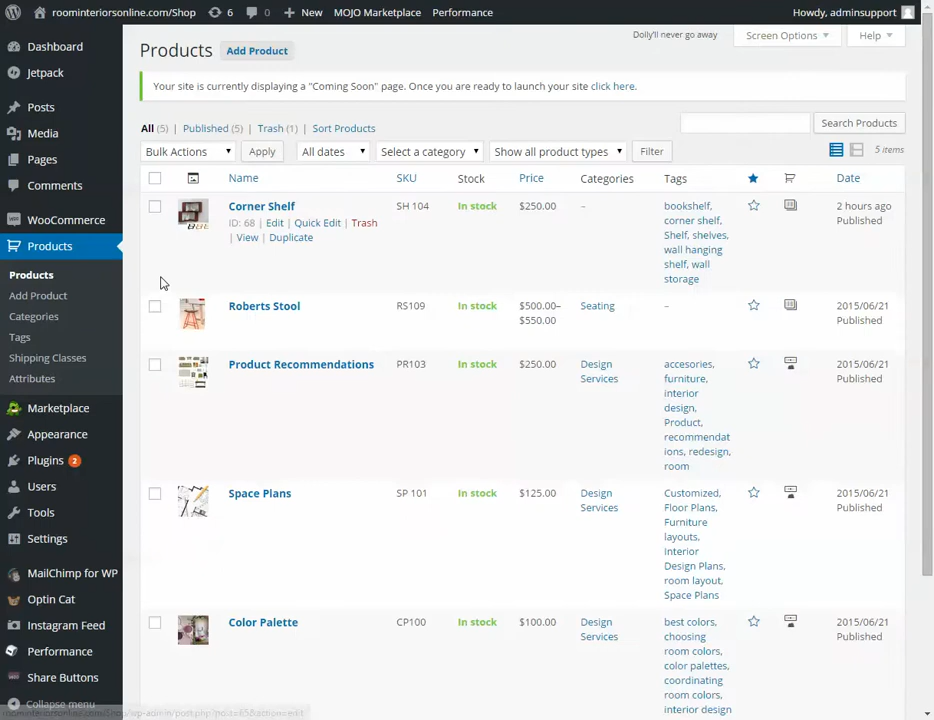 roominteriorsonline.com/Shop 6 0 New MOJO Marketplace Performance Howdy, adminsupport
Dashboard
Jetpack
Posts
Media
Pages
Comments
WooCommerce
Products
Products
Add Product
Categories
Tags
Shipping Classes
Attributes
Marketplace
Appearance
Plugins 2
Users
Tools
Settings
MailChimp for WP
Optin Cat
Instagram Feed
Performance
Share Buttons
Collapse menu
Dolly'll never go away Screen Options Help
Products Add Product
Your site is currently displaying a "Coming Soon" page. Once you are ready to launch your site click here.
All (5) | Published (5) | Trash (1) | Sort Products Search Products
Bulk Actions Apply All dates Select a category Show all product types Filter 5 items
Name SKU Stock Price Categories Tags Date
Corner Shelf SH 104 In stock $250.00 – bookshelf, 2 hours ago
ID: 68 | Edit | Quick Edit | Trash corner shelf, Published
| View | Duplicate Shelf, shelves,
wall hanging
shelf, wall
storage
Roberts Stool RS109 In stock $500.00– Seating – 2015/06/21
$550.00 Published
Product Recommendations PR103 In stock $250.00 Design accesories, 2015/06/21
Services furniture, Published
interior
design,
Product,
recommendat
ions, redesign,
room
Space Plans SP 101 In stock $125.00 Design Customized, 2015/06/21
Services Floor Plans, Published
Furniture
layouts,
Interior
Design Plans,
room layout,
Space Plans
Color Palette CP100 In stock $100.00 Design best colors, 2015/06/21
Services choosing Published
room colors,
color palettes,
coordinating
room colors,
interior design